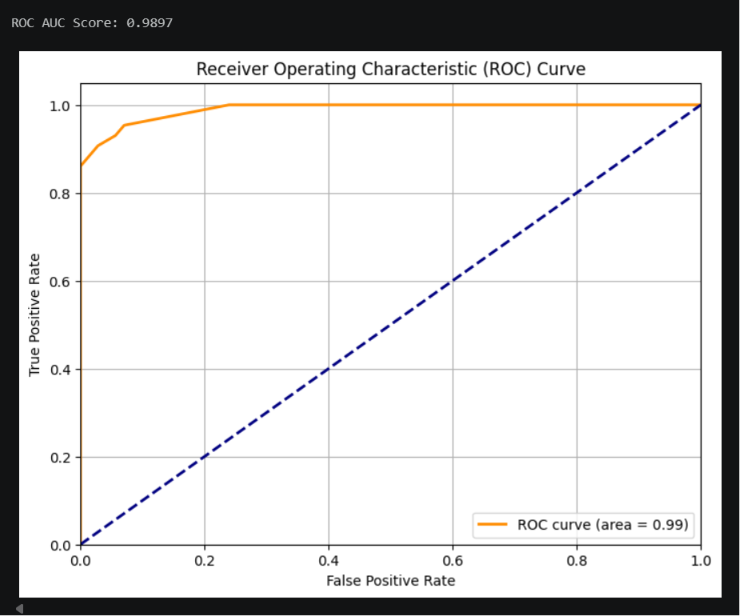 ROC AUC Score: 0.9897
Receiver Operating Characteristic (ROC) Curve
1.0
0.8
0.6
0.4
0.2
0.0
True Positive Rate
ROC curve (area = 0.99)
0.0 0.2 0.4 0.6 0.8 1.0
False Positive Rate